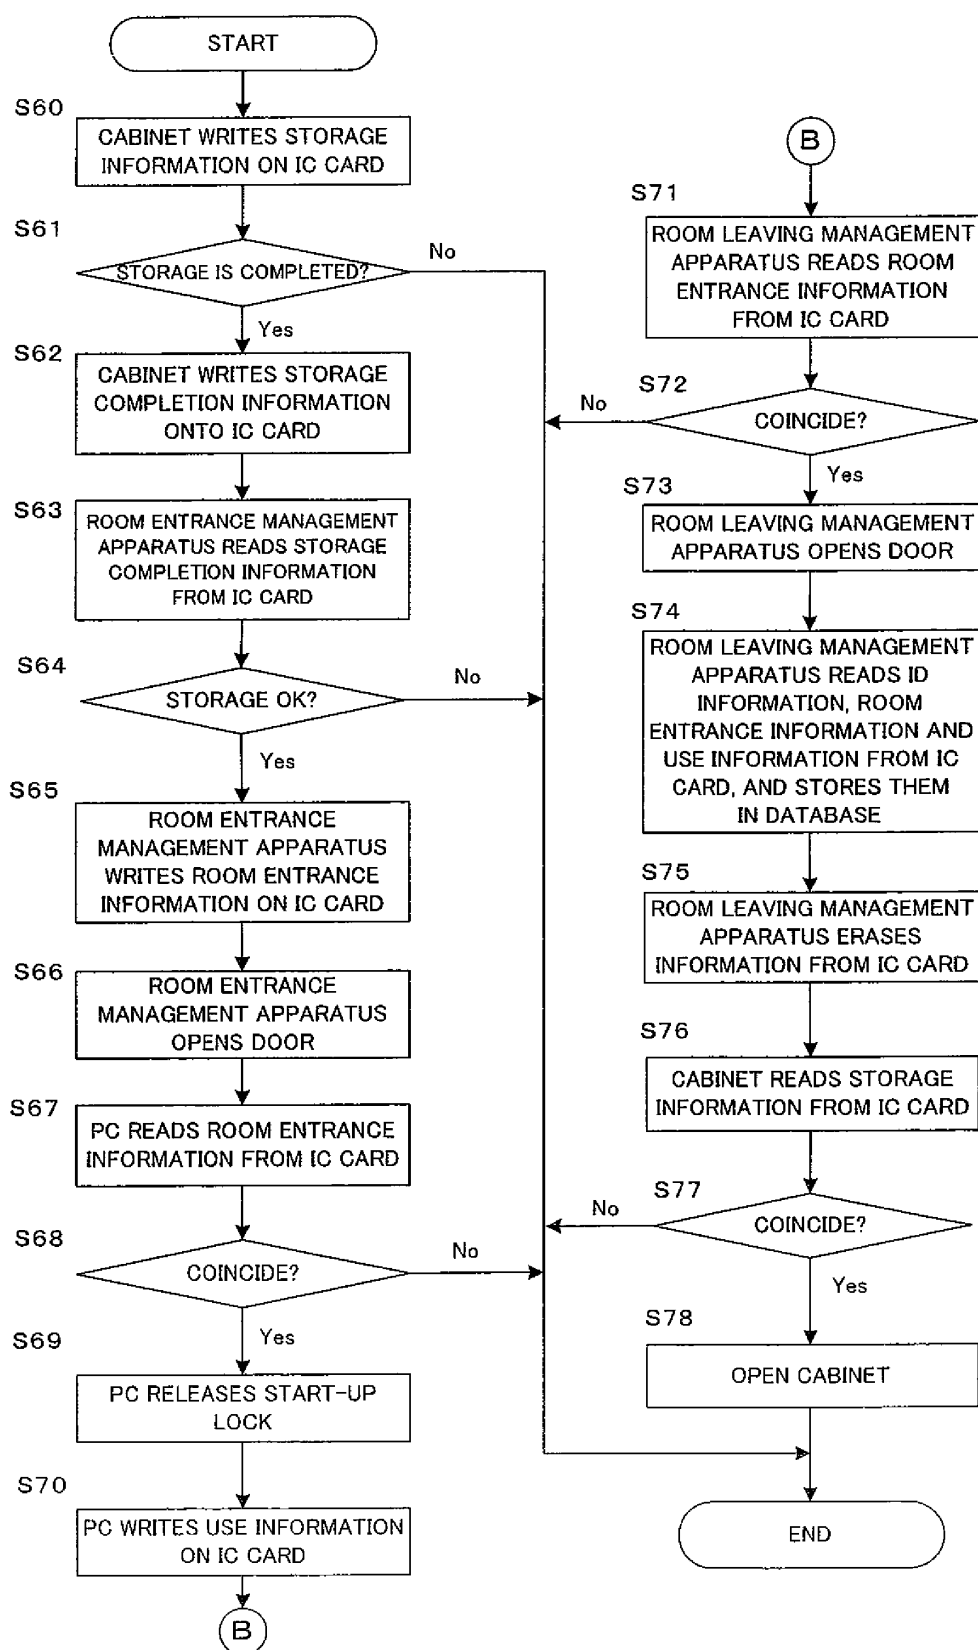 START
S60
CABINET WRITES STORAGE
INFORMATION ON IC CARD
S61
STORAGE IS COMPLETED?
No
Yes
S62
CABINET WRITES STORAGE
COMPLETION INFORMATION
ONTO IC CARD
S63
ROOM ENTRANCE MANAGEMENT
APPARATUS READS STORAGE
COMPLETION INFORMATION
FROM IC CARD
S64
STORAGE OK?
No
Yes
S65
ROOM ENTRANCE
MANAGEMENT APPARATUS
WRITES ROOM ENTRANCE
INFORMATION ON IC CARD
S66
ROOM ENTRANCE
MANAGEMENT APPARATUS
OPENS DOOR
S67
PC READS ROOM ENTRANCE
INFORMATION FROM IC CARD
S68
COINCIDE?
No
Yes
S69
PC RELEASES START-UP
LOCK
S70
PC WRITES USE INFORMATION
ON IC CARD
B
B
S71
ROOM LEAVING MANAGEMENT
APPARATUS READS ROOM
ENTRANCE INFORMATION
FROM IC CARD
S72
COINCIDE?
No
Yes
S73
ROOM LEAVING MANAGEMENT
APPARATUS OPENS DOOR
S74
ROOM LEAVING MANAGEMENT
APPARATUS READS ID
INFORMATION, ROOM
ENTRANCE INFORMATION AND
USE INFORMATION FROM IC
CARD, AND STORES THEM
IN DATABASE
S75
ROOM LEAVING MANAGEMENT
APPARATUS ERASES
INFORMATION FROM IC CARD
S76
CABINET READS STORAGE
INFORMATION FROM IC CARD
S77
COINCIDE?
No
Yes
S78
OPEN CABINET
END